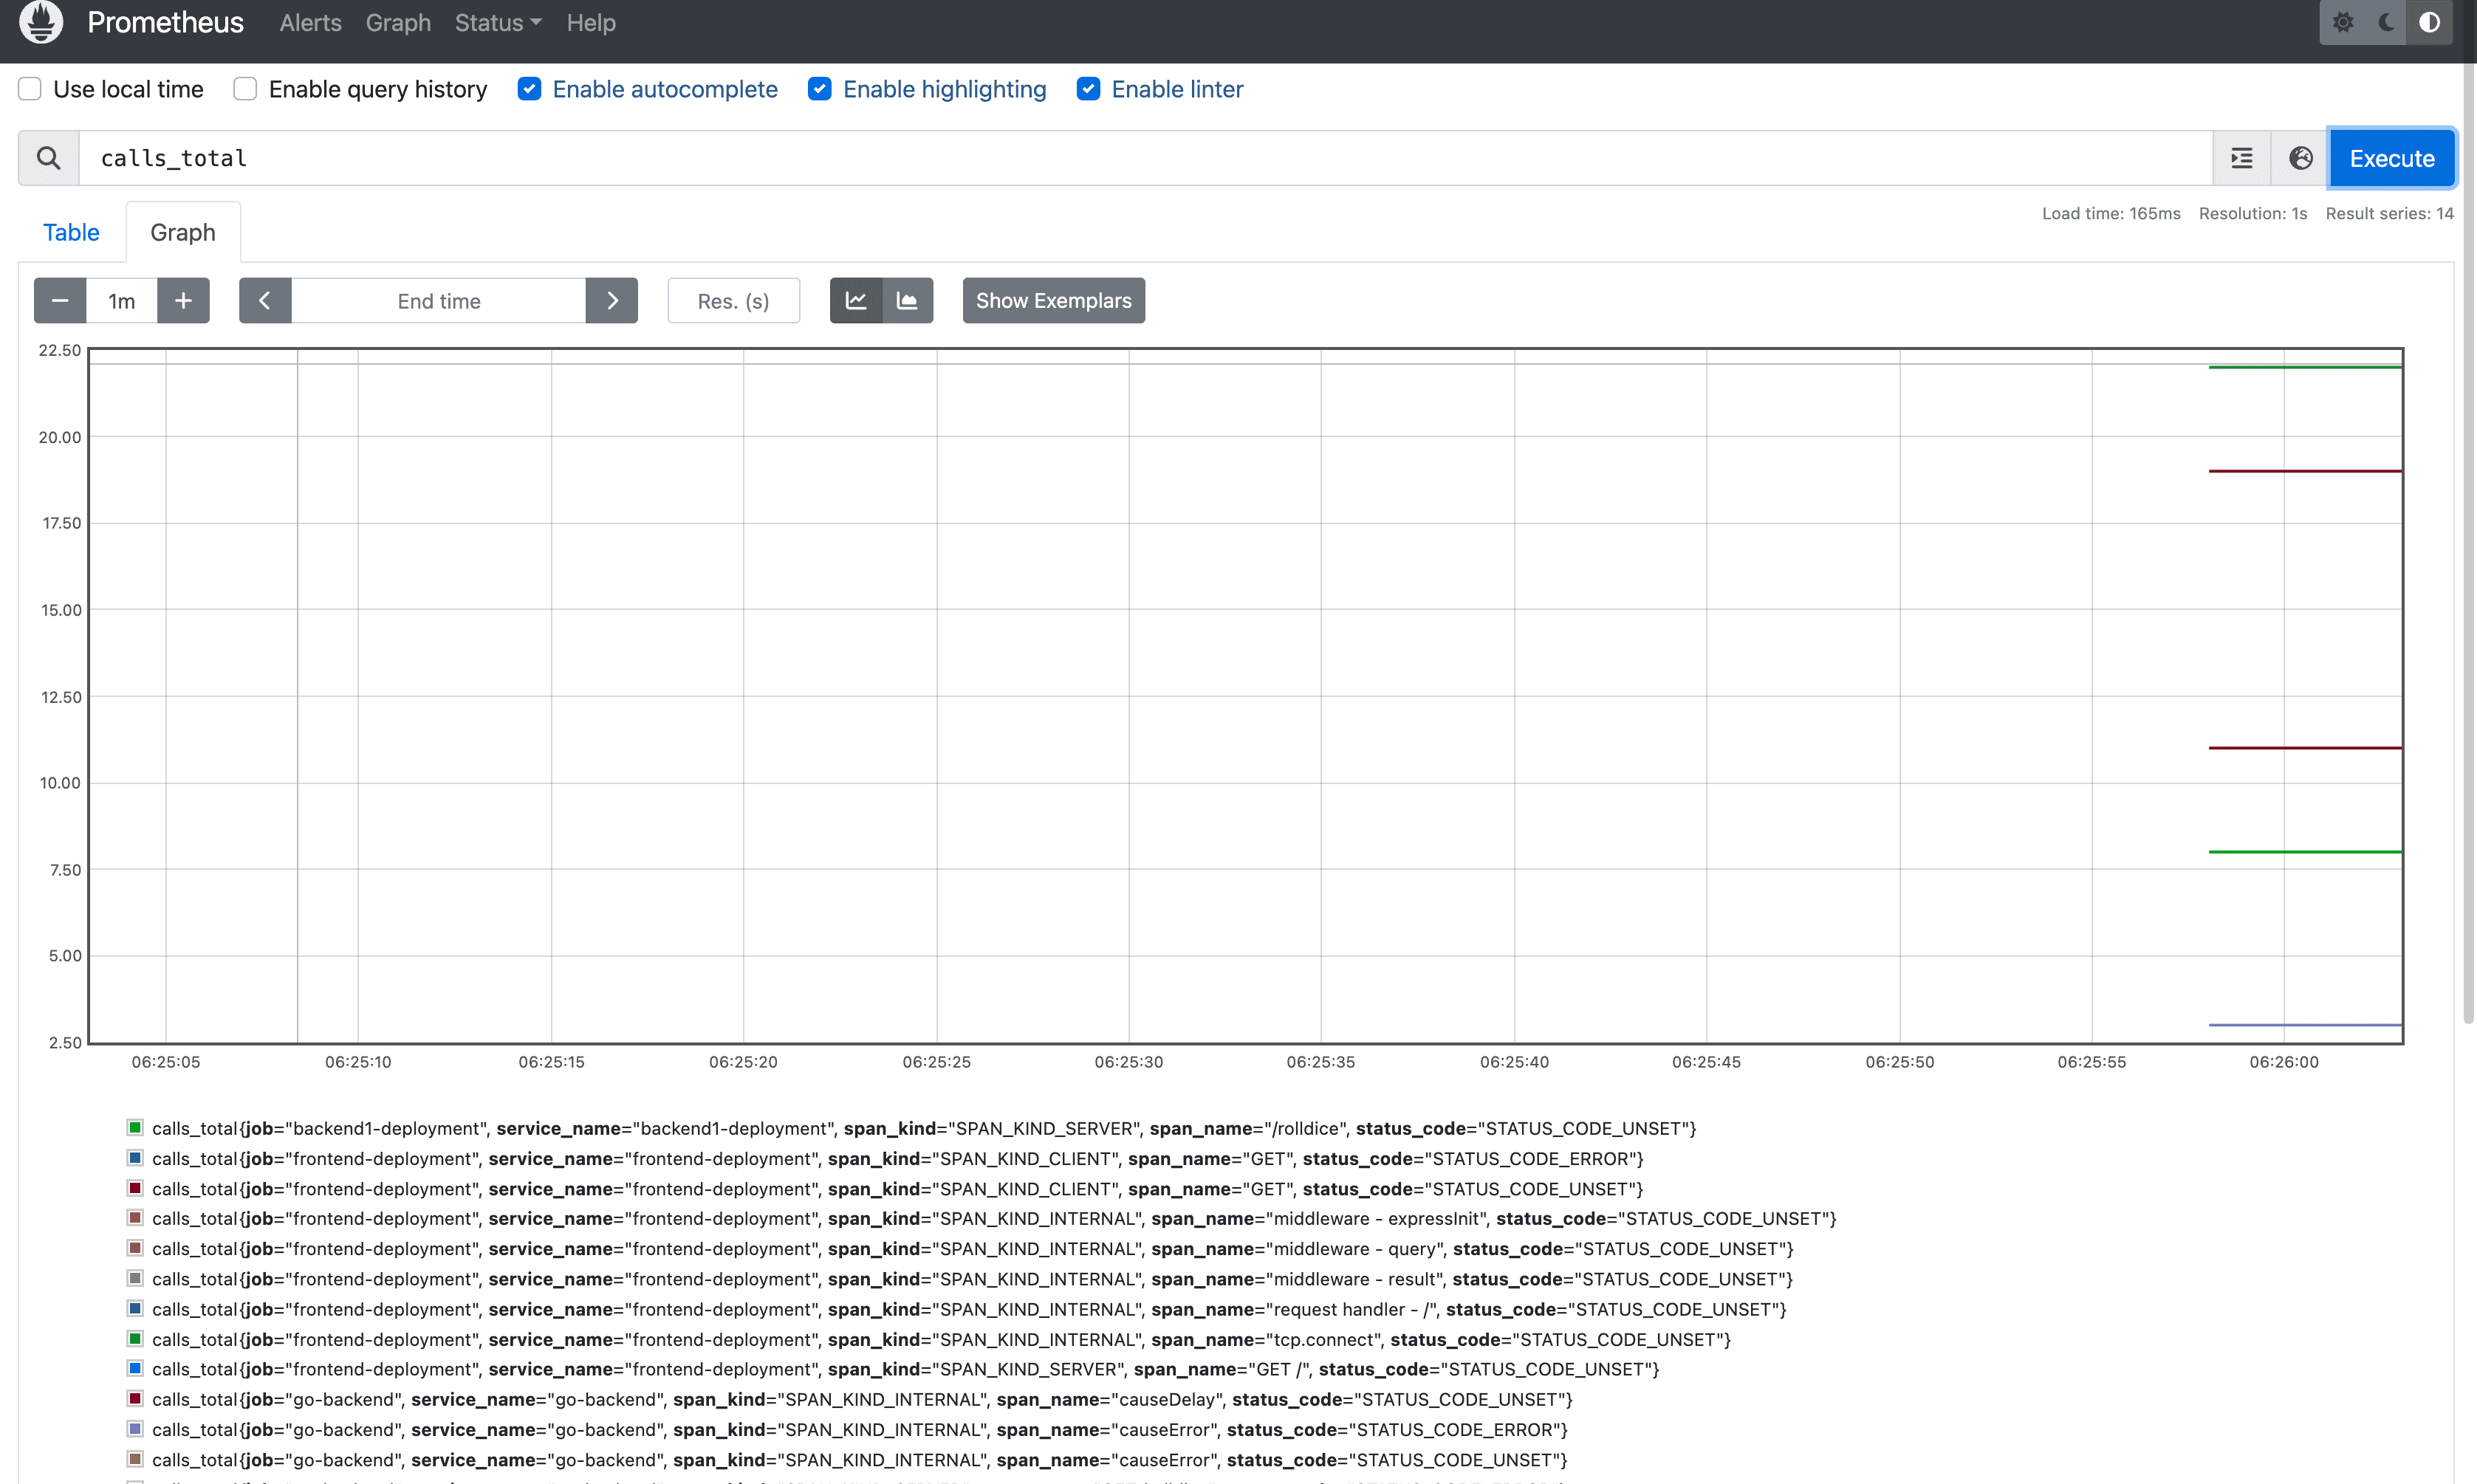 Prometheus Alerts Graph Status Help
Use local time Enable query history Enable autocomplete Enable highlighting Enable linter
calls_total Execute
Load time: 165ms Resolution: 1s Result series: 14
Table Graph
1m End time Res. (s) Show Exemplars
22.50
20.00
17.50
15.00
12.50
10.00
7.50
5.00
2.50
06:25:05 06:25:10 06:25:15 06:25:20 06:25:25 06:25:30 06:25:35 06:25:40 06:25:45 06:25:50 06:25:55 06:26:00
calls_total{job="backend1-deployment", service_name="backend1-deployment", span_kind="SPAN_KIND_SERVER", span_name="/rolldice", status_code="STATUS_CODE_UNSET"}
calls_total{job="frontend-deployment", service_name="frontend-deployment", span_kind="SPAN_KIND_CLIENT", span_name="GET", status_code="STATUS_CODE_ERROR"}
calls_total{job="frontend-deployment", service_name="frontend-deployment", span_kind="SPAN_KIND_CLIENT", span_name="GET", status_code="STATUS_CODE_UNSET"}
calls_total{job="frontend-deployment", service_name="frontend-deployment", span_kind="SPAN_KIND_INTERNAL", span_name="middleware - expressInit", status_code="STATUS_CODE_UNSET"}
calls_total{job="frontend-deployment", service_name="frontend-deployment", span_kind="SPAN_KIND_INTERNAL", span_name="middleware - query", status_code="STATUS_CODE_UNSET"}
calls_total{job="frontend-deployment", service_name="frontend-deployment", span_kind="SPAN_KIND_INTERNAL", span_name="middleware - result", status_code="STATUS_CODE_UNSET"}
calls_total{job="frontend-deployment", service_name="frontend-deployment", span_kind="SPAN_KIND_INTERNAL", span_name="request handler - /", status_code="STATUS_CODE_UNSET"}
calls_total{job="frontend-deployment", service_name="frontend-deployment", span_kind="SPAN_KIND_INTERNAL", span_name="tcp.connect", status_code="STATUS_CODE_UNSET"}
calls_total{job="frontend-deployment", service_name="frontend-deployment", span_kind="SPAN_KIND_SERVER", span_name="GET /", status_code="STATUS_CODE_UNSET"}
calls_total{job="go-backend", service_name="go-backend", span_kind="SPAN_KIND_INTERNAL", span_name="causeDelay", status_code="STATUS_CODE_UNSET"}
calls_total{job="go-backend", service_name="go-backend", span_kind="SPAN_KIND_INTERNAL", span_name="causeError", status_code="STATUS_CODE_ERROR"}
calls_total{job="go-backend", service_name="go-backend", span_kind="SPAN_KIND_INTERNAL", span_name="causeError", status_code="STATUS_CODE_UNSET"}